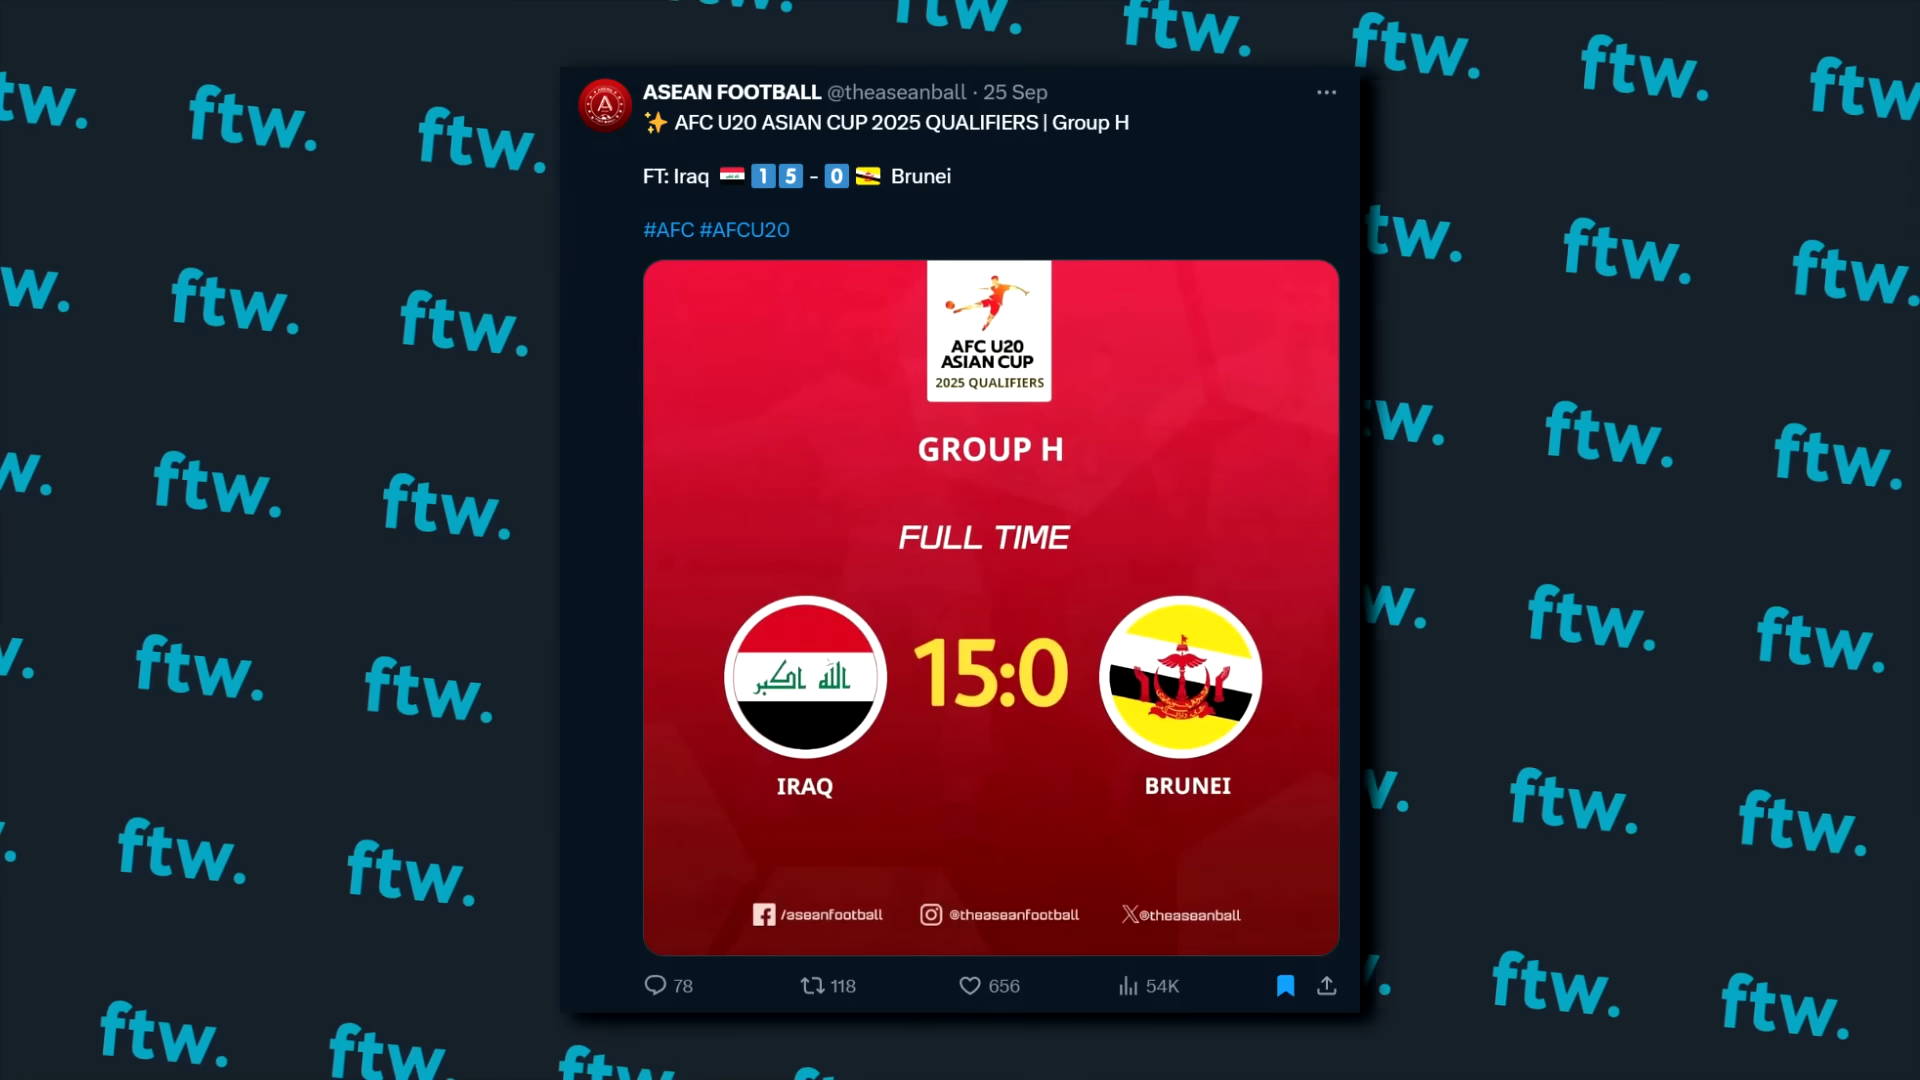 ftw.
ASEAN FOOTBALL @theaseanball · 25 Sep
✨ AFC U20 ASIAN CUP 2025 QUALIFIERS | Group H
FT: Iraq 🇮🇶 1️⃣5️⃣ - 0️⃣ 🇧🇳 Brunei
#AFC #AFCU20
AFC U20
ASIAN CUP
2025 QUALIFIERS
GROUP H
FULL TIME
الله اكبر
15:0
IRAQ
BRUNEI
/aseanfootball @theaseanfootball @theaseanball
78 118 656 54K